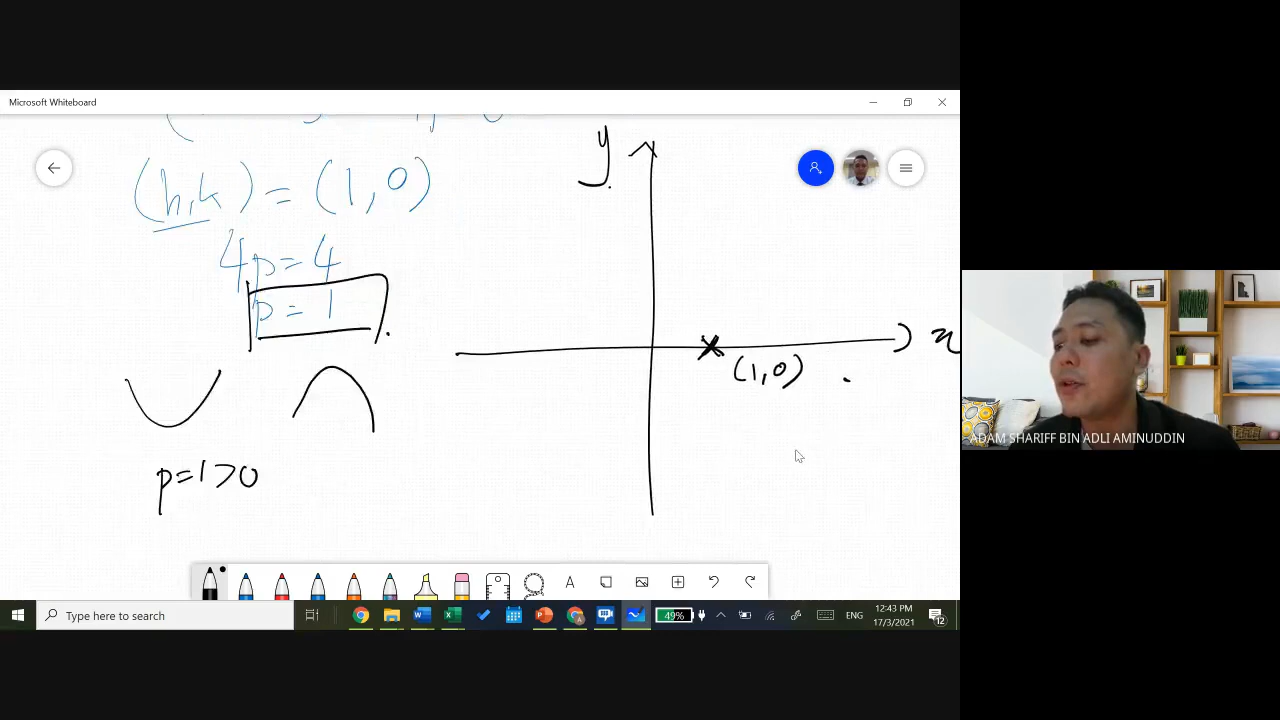 Microsoft Whiteboard
(h,k) = (1,0)
4p = 4
p = 1
p=1>0
y
x
(1,0)
A
ADAM SHARIFF BIN ADLI AMINUDDIN
Type here to search
49%
ENG
12:43 PM
17/3/2021
12